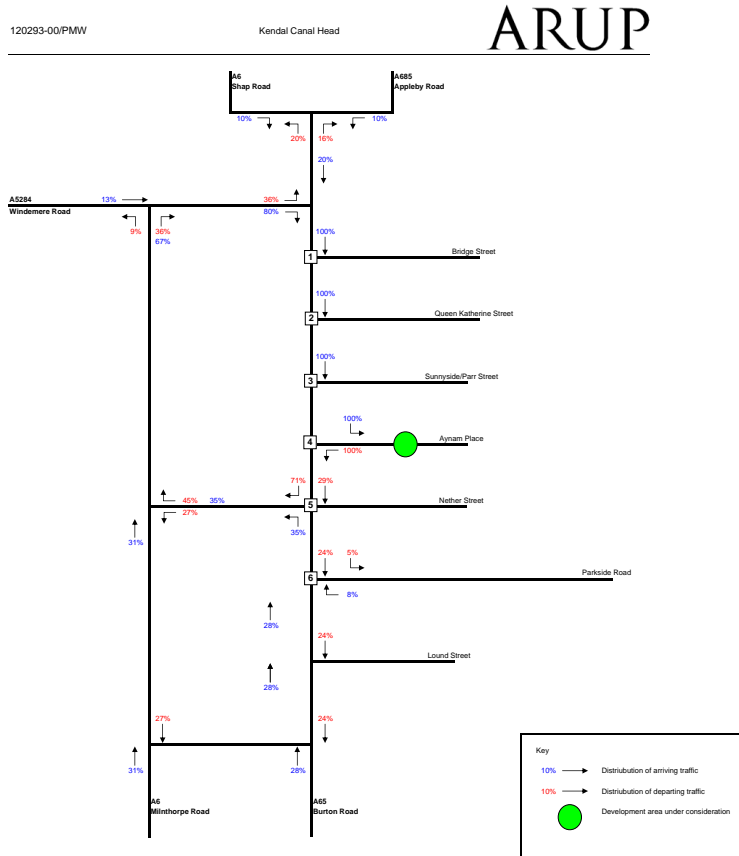 120293-00/PMW
Kendal Canal Head
ARUP
A6
Shap Road
A685
Appleby Road
10%
10%
20%
16%
20%
A5284
Windemere Road
13%
36%
80%
9%
36%
67%
100%
Bridge Street
1
100%
Queen Katherine Street
2
100%
Sunnyside/Parr Street
3
100%
Aynam Place
4
100%
71%
29%
45%
35%
Nether Street
5
27%
35%
31%
24%
5%
Parkside Road
6
8%
28%
24%
Lound Street
28%
27%
24%
31%
28%
A6
Milnthorpe Road
A65
Burton Road
Key
10%
Distriubution of arriving traffic
10%
Distriubution of departing traffic
Development area under consideration